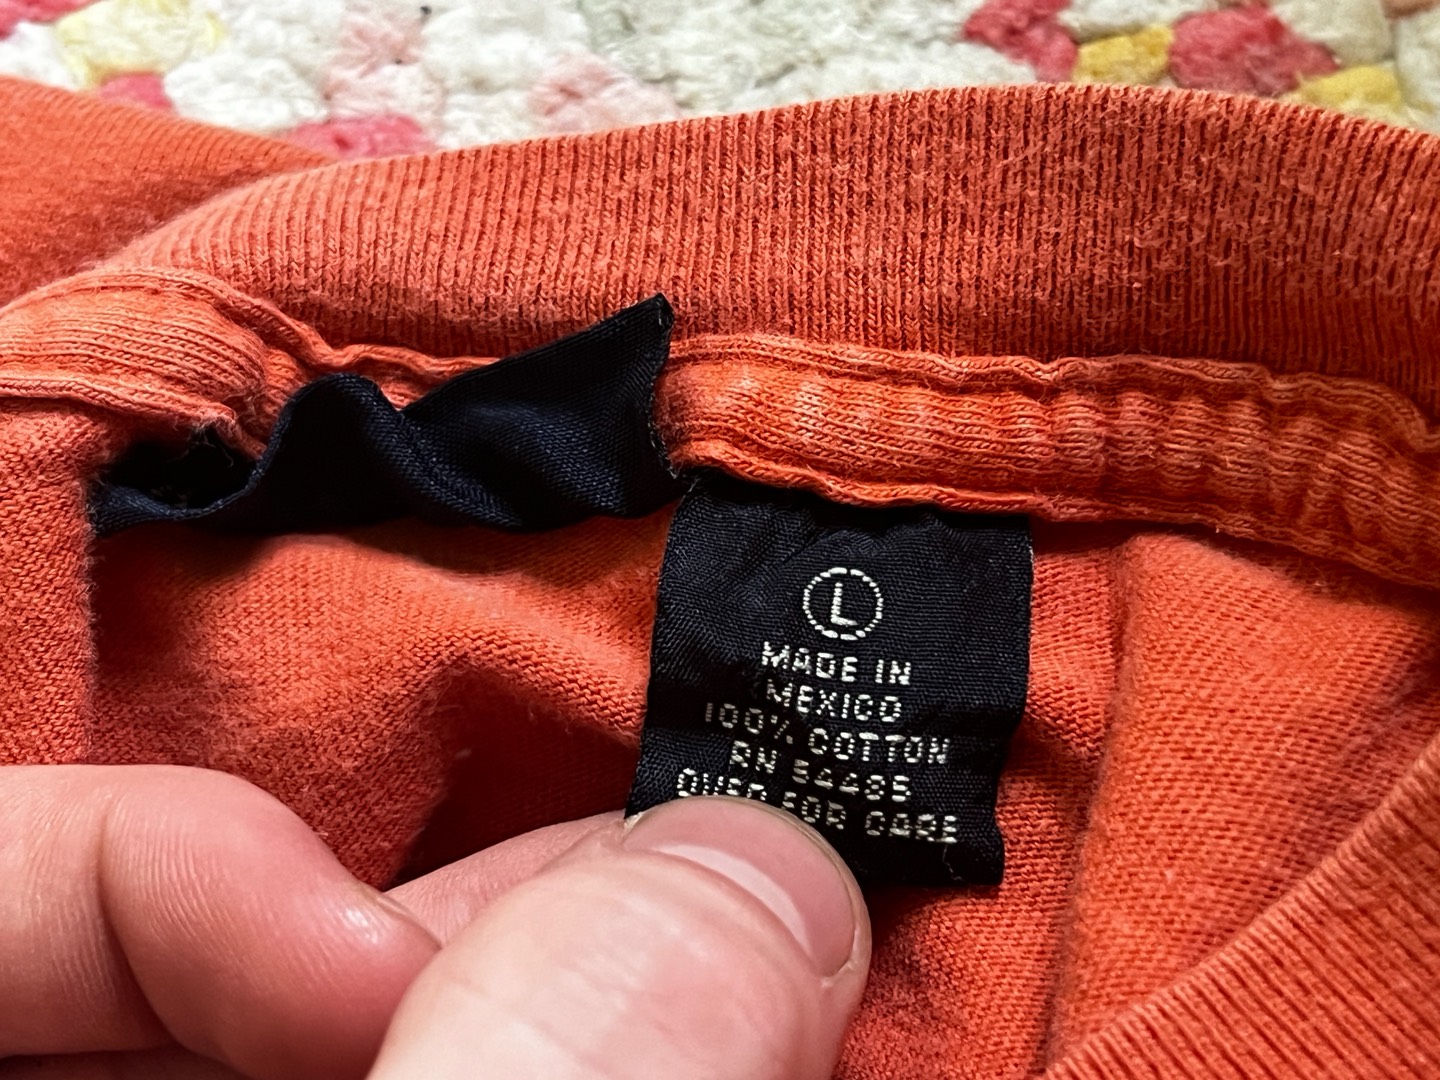 L
MADE IN
MEXICO
100% COTTON
RN 54485
OVER FOR CARE